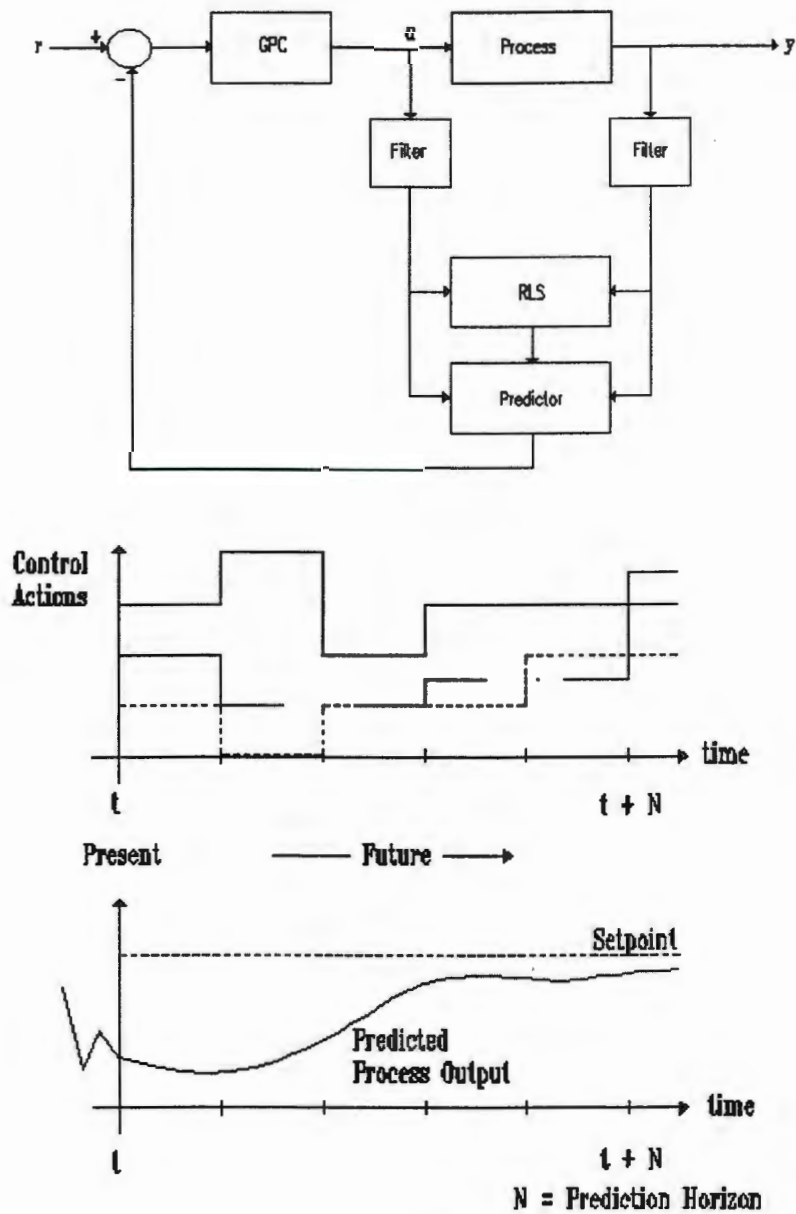 r
+
-
GPC
u
Process
y
Filter
Filter
RLS
Predictor
Control
Actions
time
t
t + N
Present
Future
Setpoint
Predicted
Process Output
time
t
t + N
N = Prediction Horizon